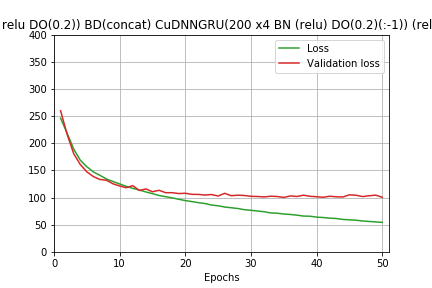 relu DO(0.2)) BD(concat) CuDNNGRU(200 x4 BN (relu) DO(0.2)(:-1)) (rel
400
350
300
250
200
150
100
50
0
Loss
Validation loss
0 10 20 30 40 50
Epochs